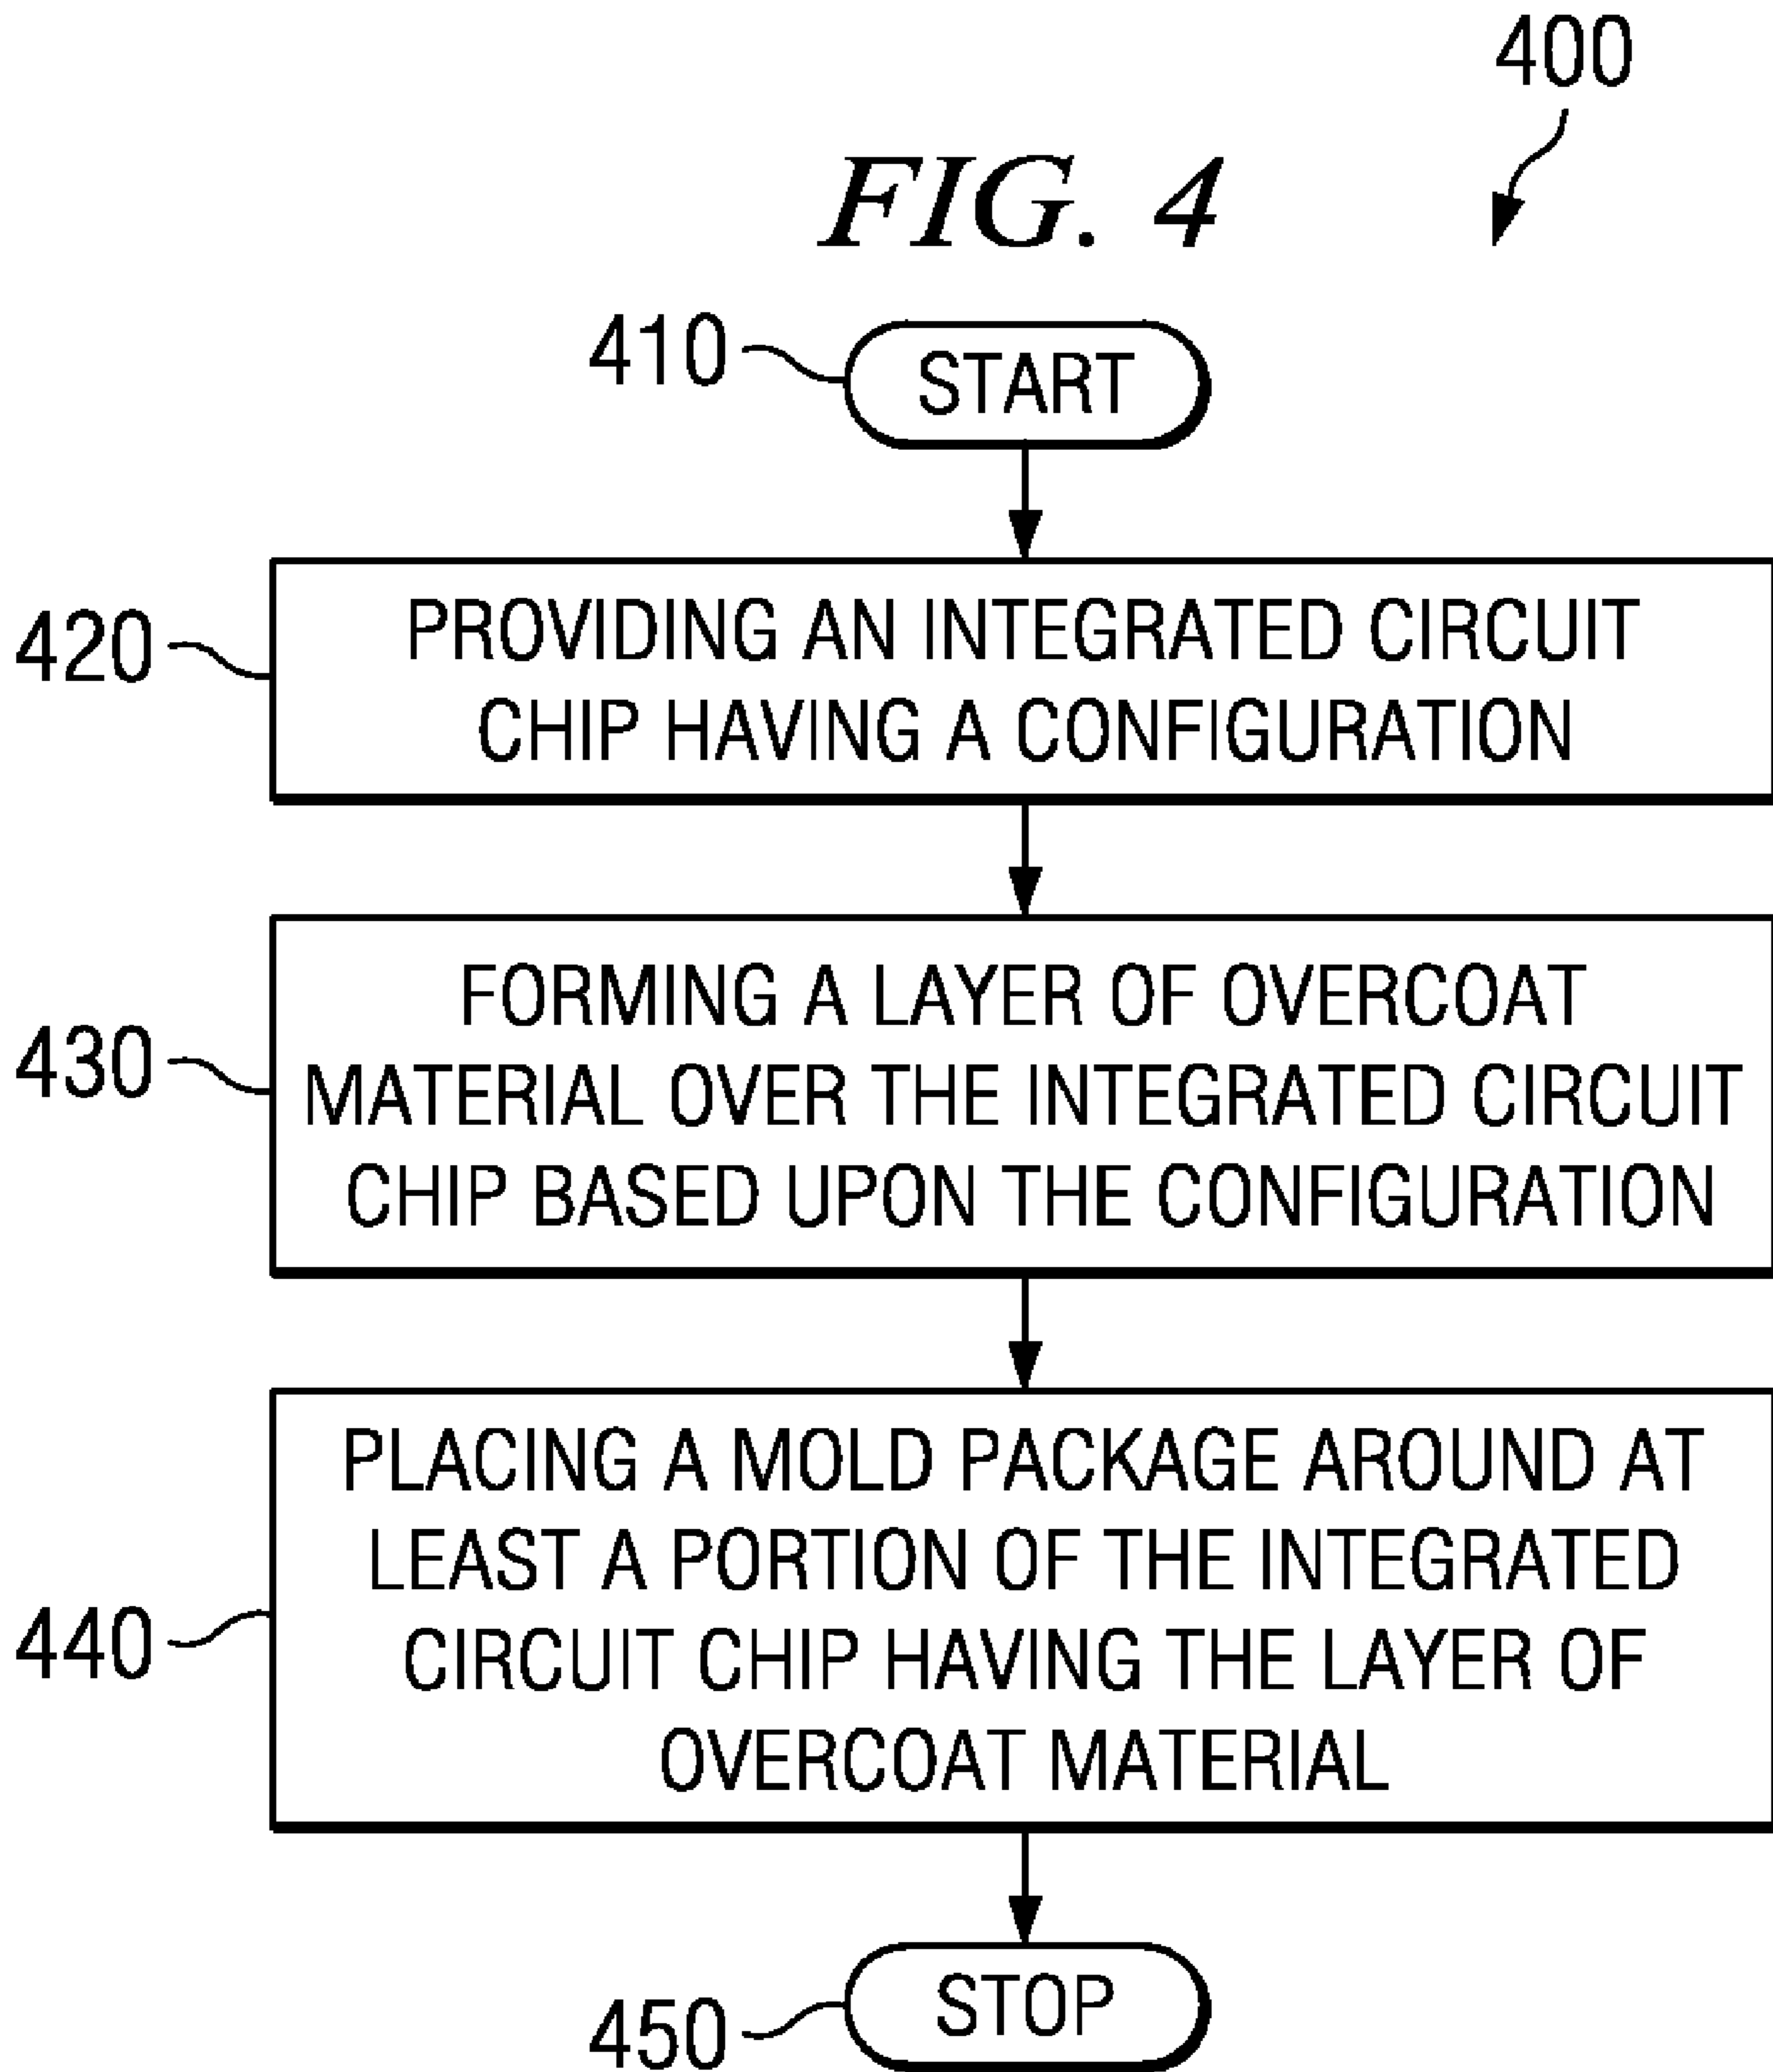 400
FIG. 4
410
START
420
PROVIDING AN INTEGRATED CIRCUIT
CHIP HAVING A CONFIGURATION
430
FORMING A LAYER OF OVERCOAT
MATERIAL OVER THE INTEGRATED CIRCUIT
CHIP BASED UPON THE CONFIGURATION
440
PLACING A MOLD PACKAGE AROUND AT
LEAST A PORTION OF THE INTEGRATED
CIRCUIT CHIP HAVING THE LAYER OF
OVERCOAT MATERIAL
450
STOP